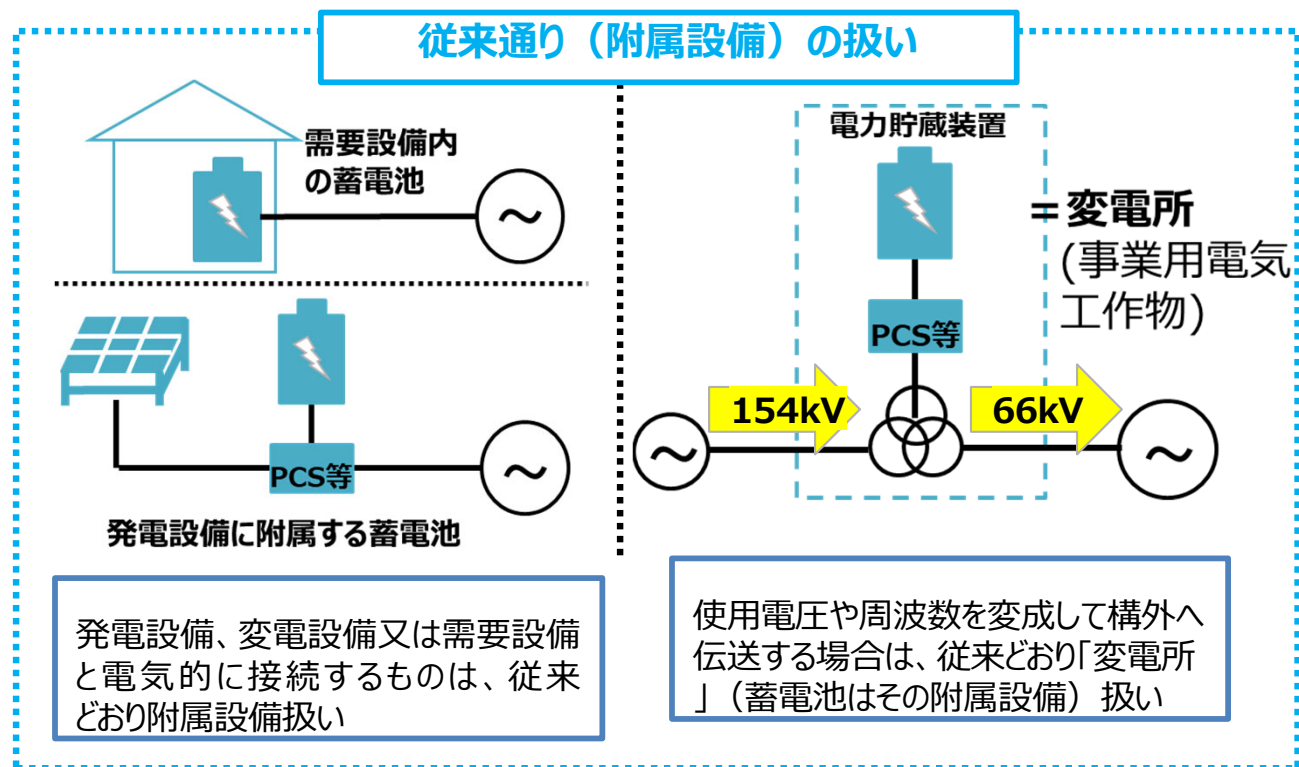 従来通り（附属設備）の扱い
需要設備内
の蓄電池
~
PCS等
~
発電設備に附属する蓄電池
発電設備、変電設備又は需要設備
と電気的に接続するものは、従来
どおり附属設備扱い
電力貯蔵装置
=変電所
(事業用電気
工作物)
PCS等
154kV
66kV
~
~
使用電圧や周波数を変成して構外へ
伝送する場合は、従来どおり「変電所
」（蓄電池はその附属設備）扱い